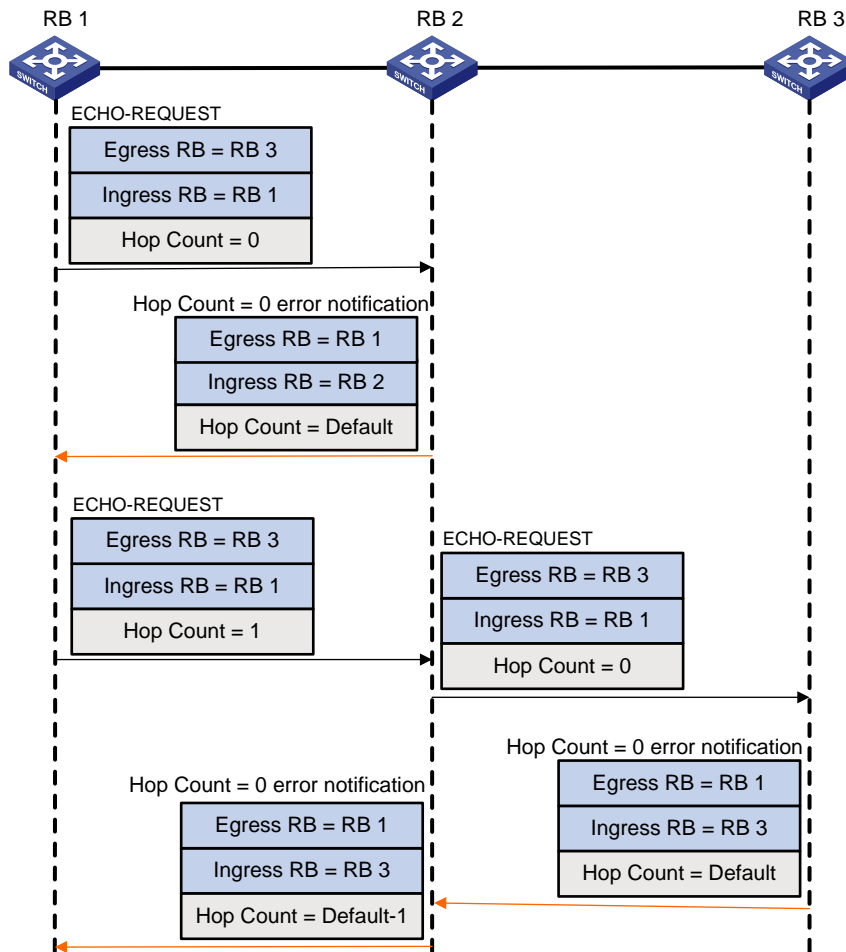 RB 1
RB 2
RB 3
SWITCH
SWITCH
SWITCH
ECHO-REQUEST
Egress RB = RB 3
Ingress RB = RB 1
Hop Count = 0
Hop Count = 0 error notification
Egress RB = RB 1
Ingress RB = RB 2
Hop Count = Default
ECHO-REQUEST
Egress RB = RB 3
Ingress RB = RB 1
Hop Count = 1
ECHO-REQUEST
Egress RB = RB 3
Ingress RB = RB 1
Hop Count = 0
Hop Count = 0 error notification
Egress RB = RB 1
Ingress RB = RB 3
Hop Count = Default
Hop Count = 0 error notification
Egress RB = RB 1
Ingress RB = RB 3
Hop Count = Default-1